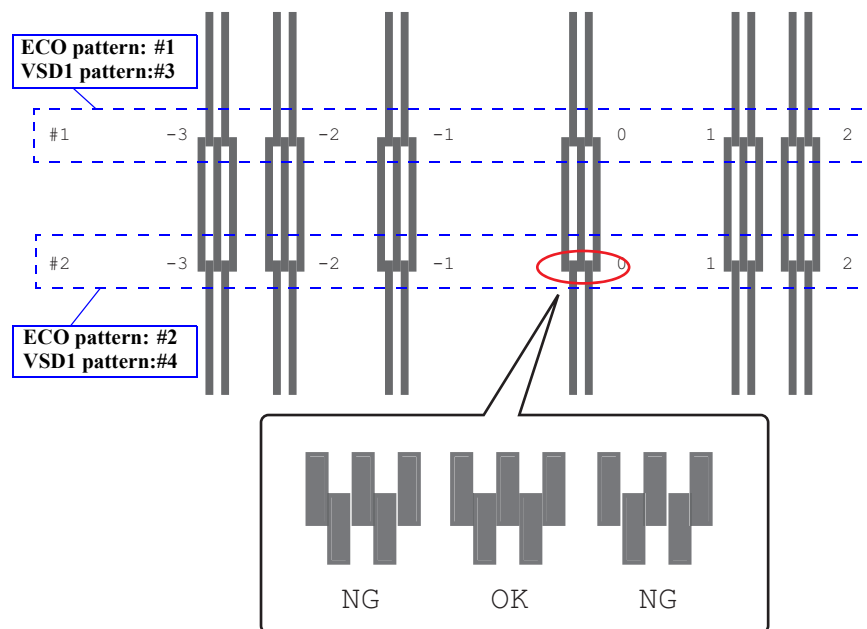 ECO pattern: #1
VSD1 pattern:#3
#1 -3 -2 -1 0 1 2
#2 -3 -2 -1 0 1 2
ECO pattern: #2
VSD1 pattern:#4
NG OK NG